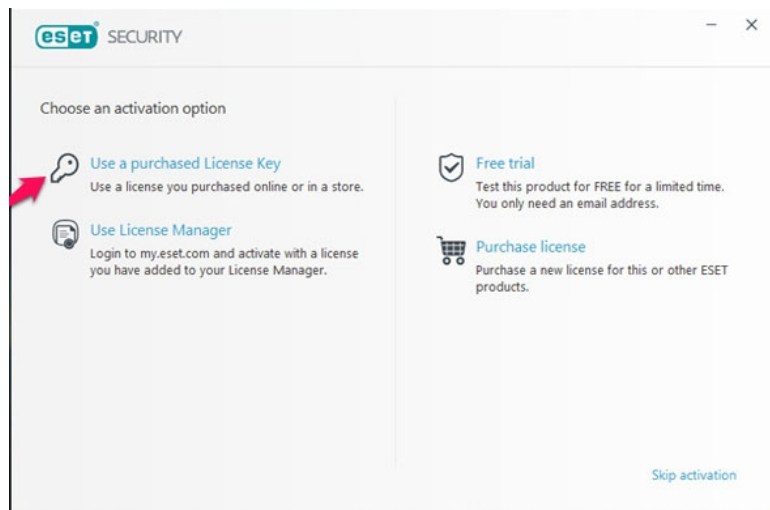 eset SECURITY
Choose an activation option
Use a purchased License Key
Use a license you purchased online or in a store.
Use License Manager
Login to my.eset.com and activate with a license
you have added to your License Manager.
Free trial
Test this product for FREE for a limited time.
You only need an email address.
Purchase license
Purchase a new license for this or other ESET
products.
Skip activation